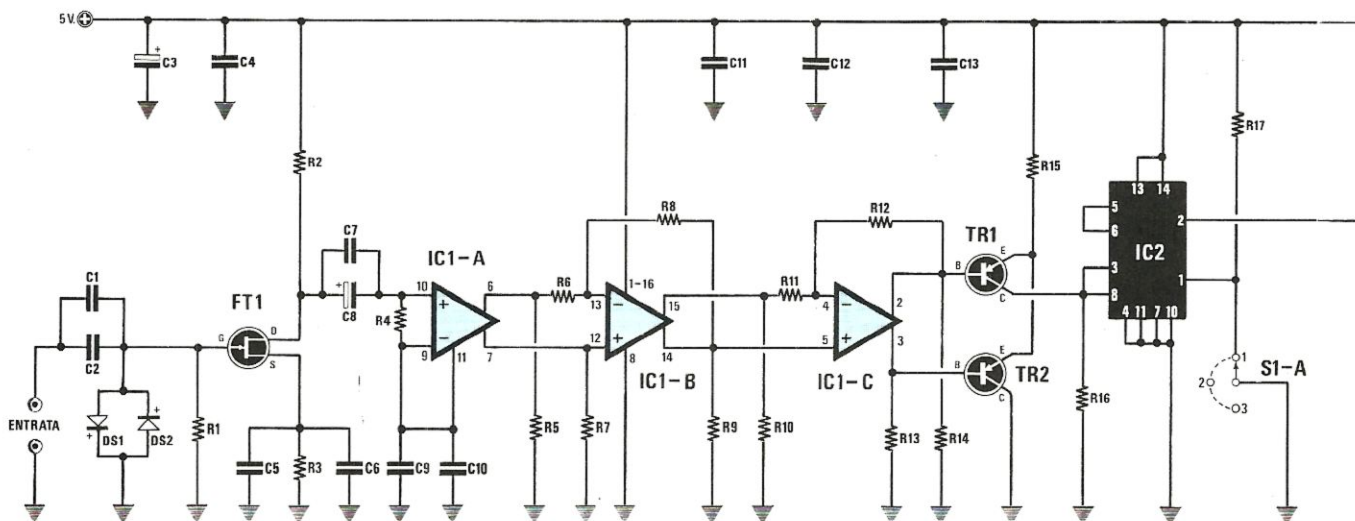 5 V.
+
C3
C4
C11
C12
C13
R17
R2
R15
13 14
5
6
2
IC2
3
1
8
4 11 7 10
R8
R12
TR1
C7
IC1-A
B
E
C
10
+
C8
6
R6
13
1-16
15
R11
4
2
C1
FT1
R4
9
11
7
12
8
14
5
3
G
D
S
C2
IC1-B
IC1-C
B
E
C
TR2
1
2
3
S1-A
R16
ENTRATA
DS1
DS2
+
+
R1
R5
R7
R9
R10
R13
R14
C5
R3
C6
C9
C10